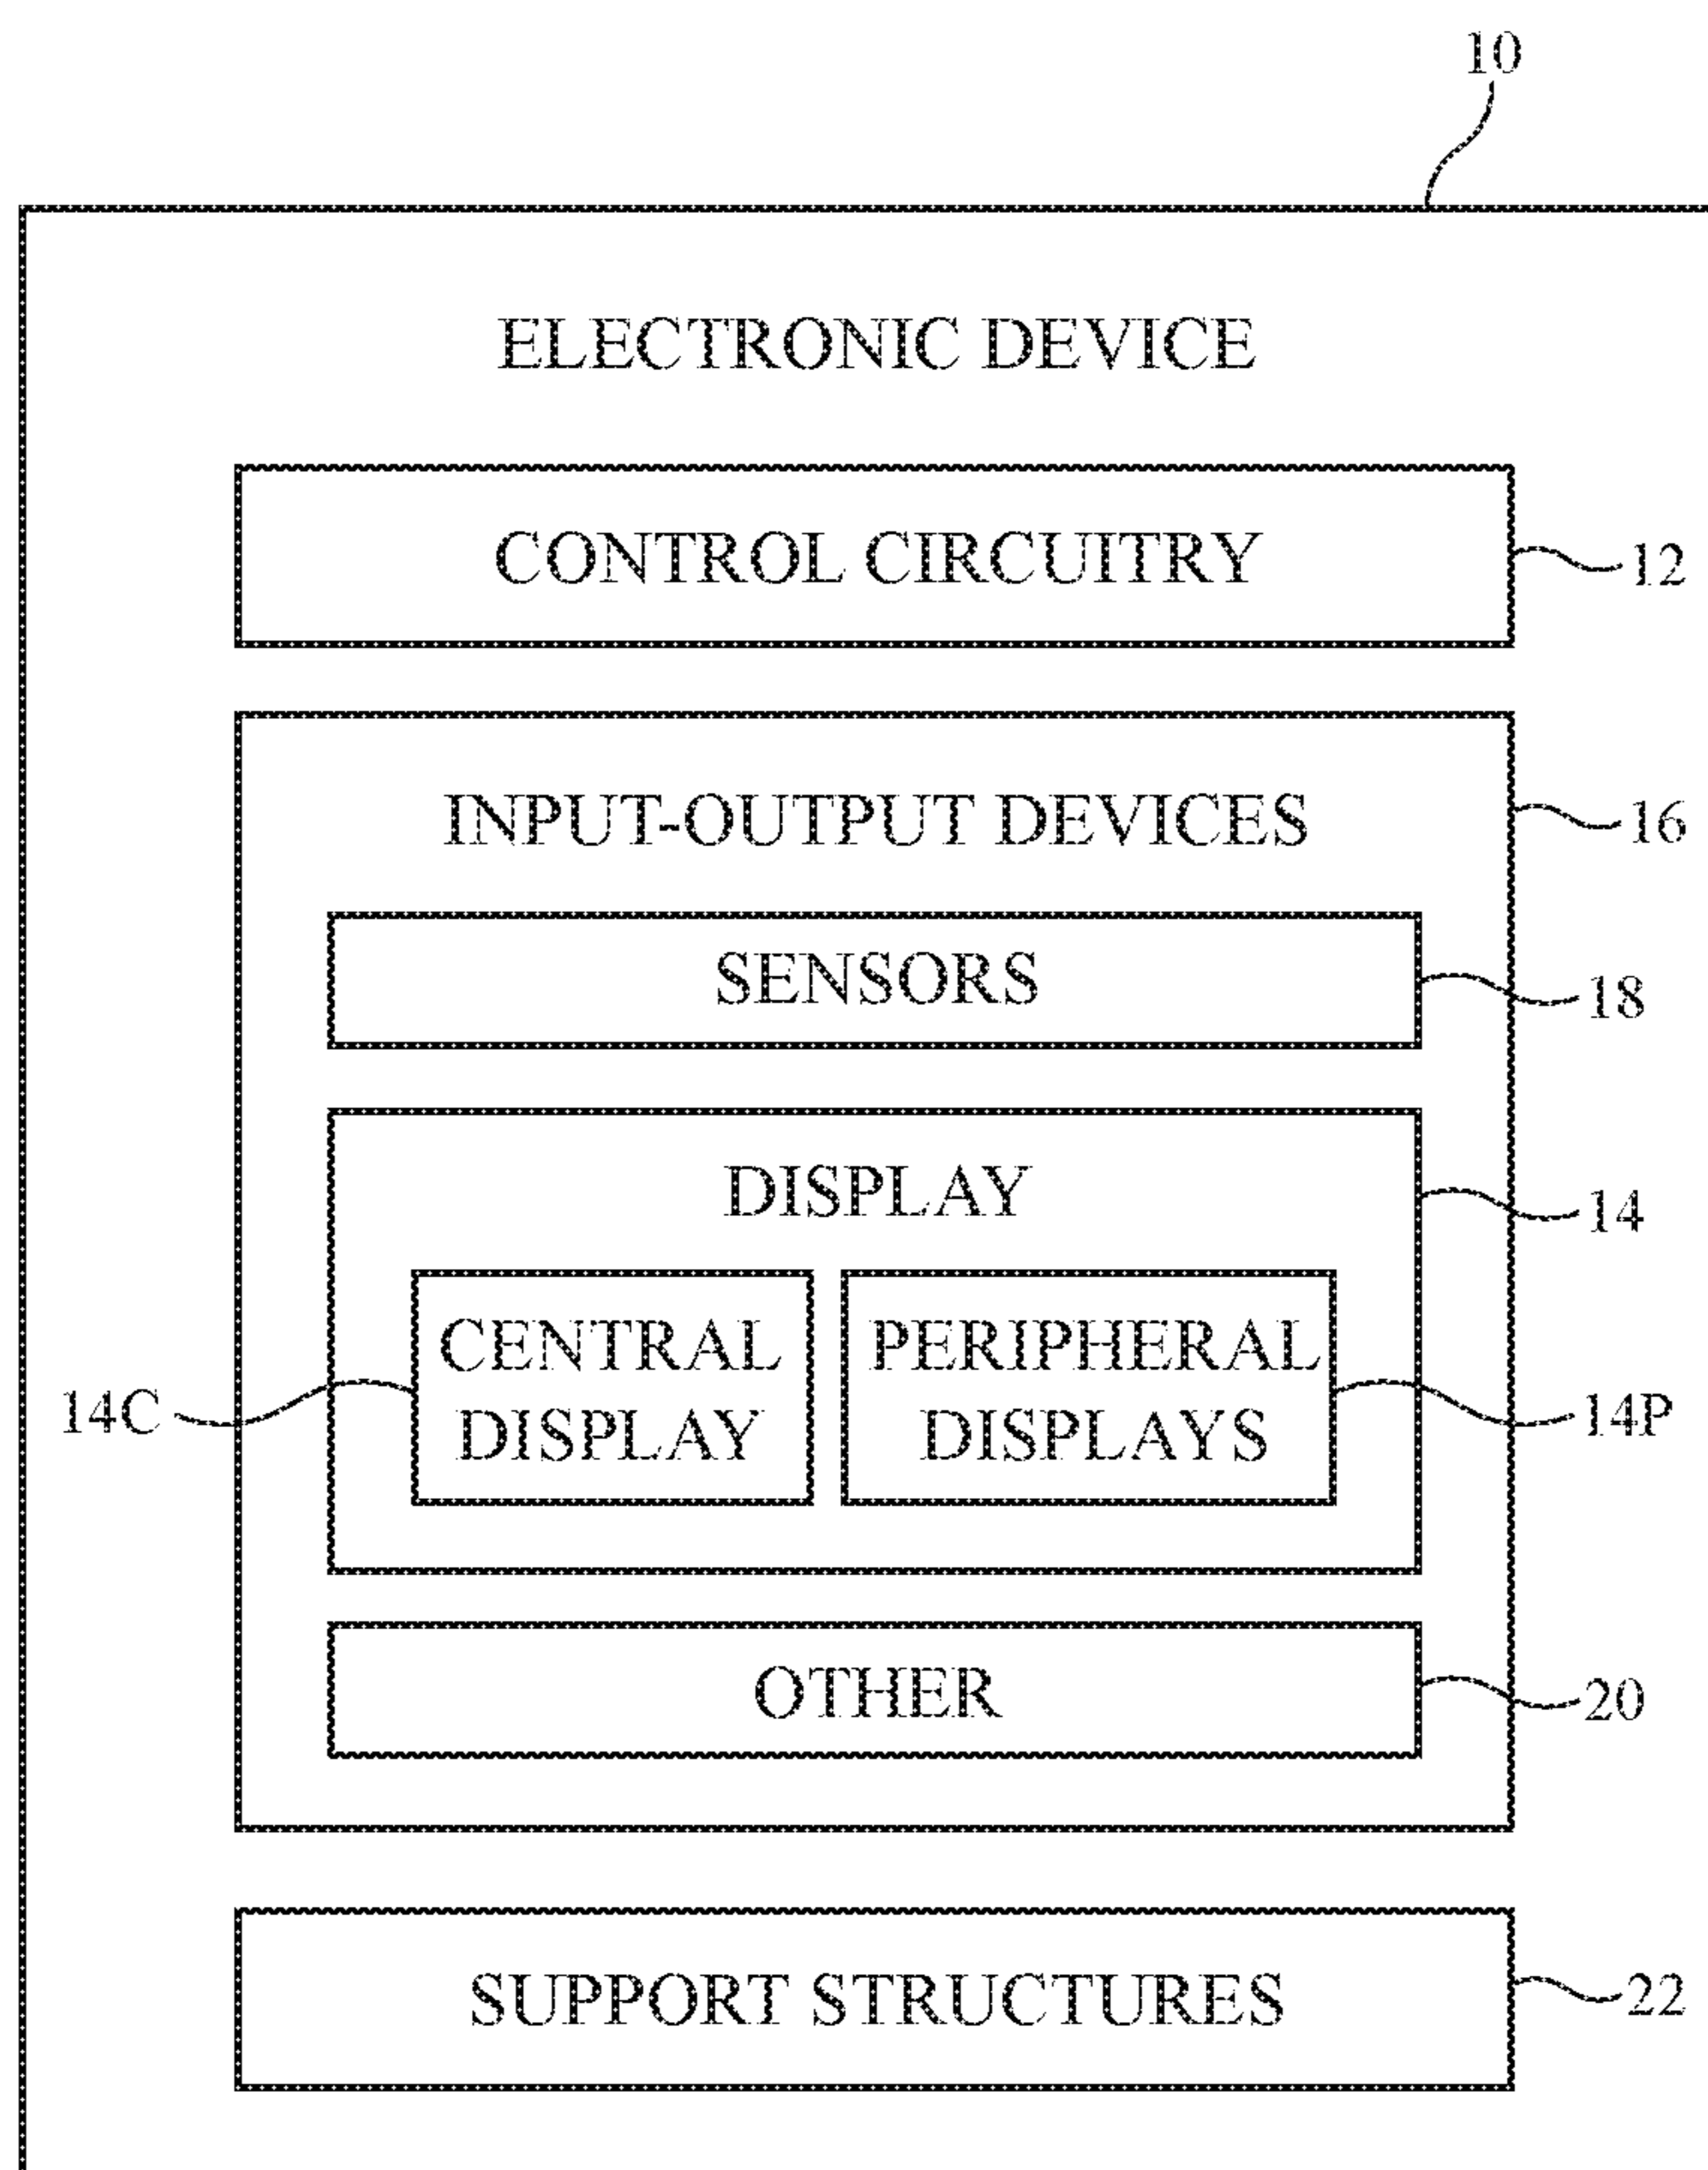 10
ELECTRONIC DEVICE
CONTROL CIRCUITRY
12
INPUT-OUTPUT DEVICES
16
SENSORS
18
DISPLAY
14
CENTRAL
DISPLAY
14C
PERIPHERAL
DISPLAYS
14P
OTHER
20
SUPPORT STRUCTURES
22